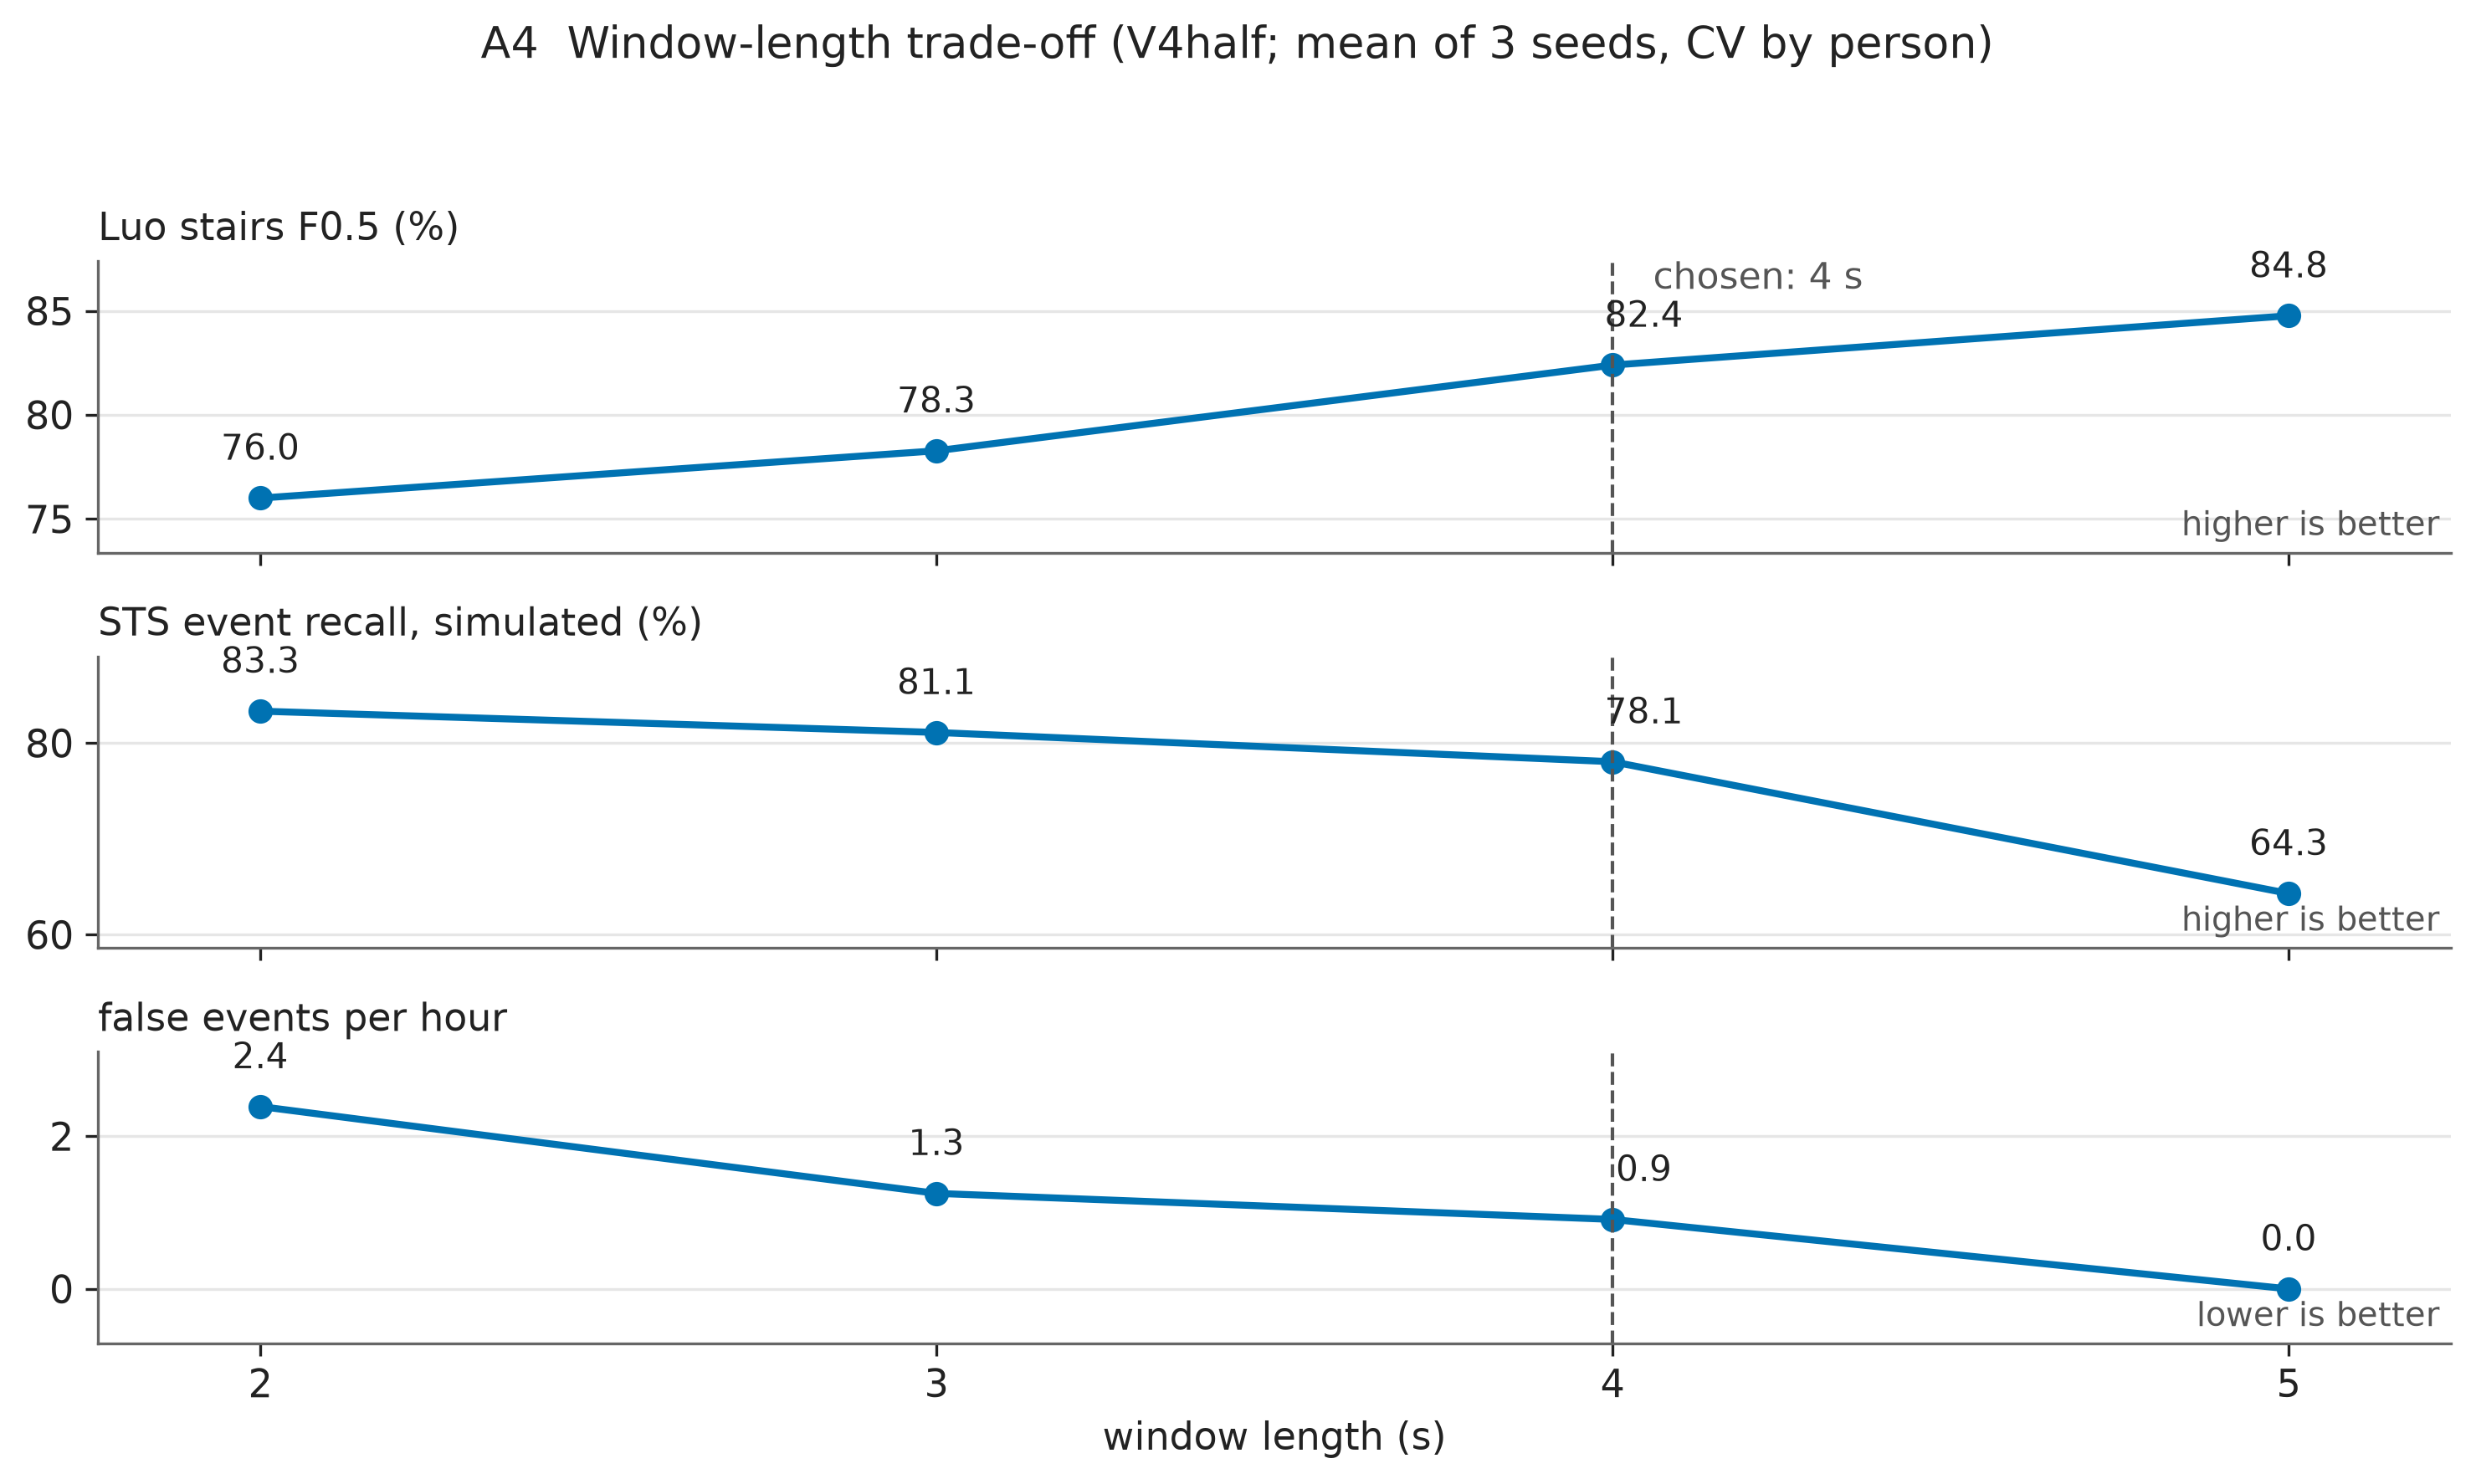 A4  Window-length trade-off (V4half; mean of 3 seeds, CV by person)
Luo stairs F0.5 (%)
84.8
chosen: 4 s
85
82.4
78.3
80
76.0
75
higher is better
STS event recall, simulated (%)
83.3
81.1
78.1
80
64.3
60
higher is better
false events per hour
2.4
1.3
2
0.9
0.0
0
lower is better
2
3
4
5
window length (s)